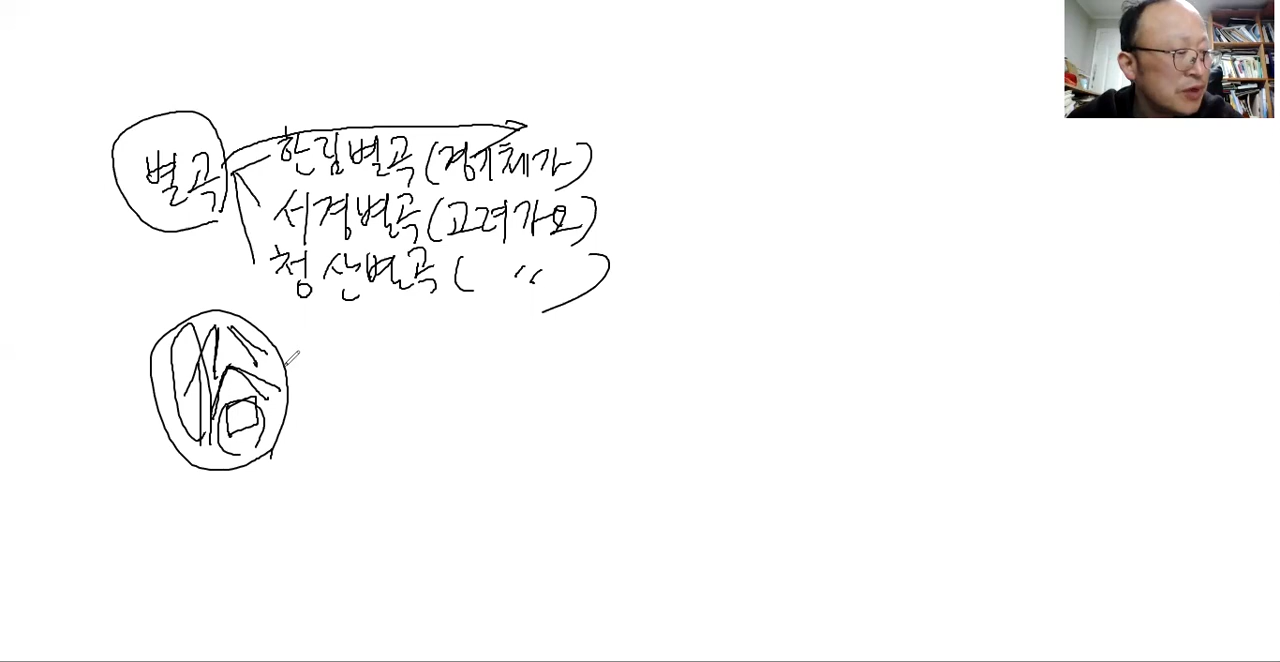 별곡
한림별곡 (경기체가)
서경별곡 (고려가요)
청산별곡 ( 〃 )
俗